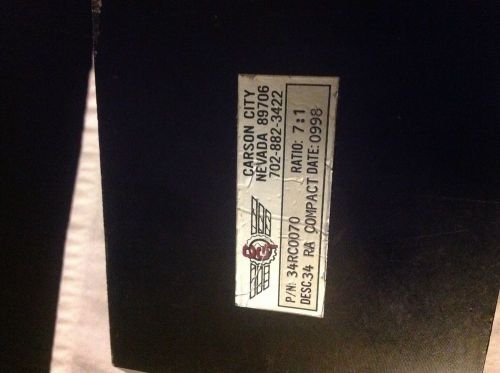 CARSON CITY
NEVADA 89706
702-882-3422
P/N: 34RC0070 RATIO: 7:1
DESC:34 RA COMPACT DATE: 0998